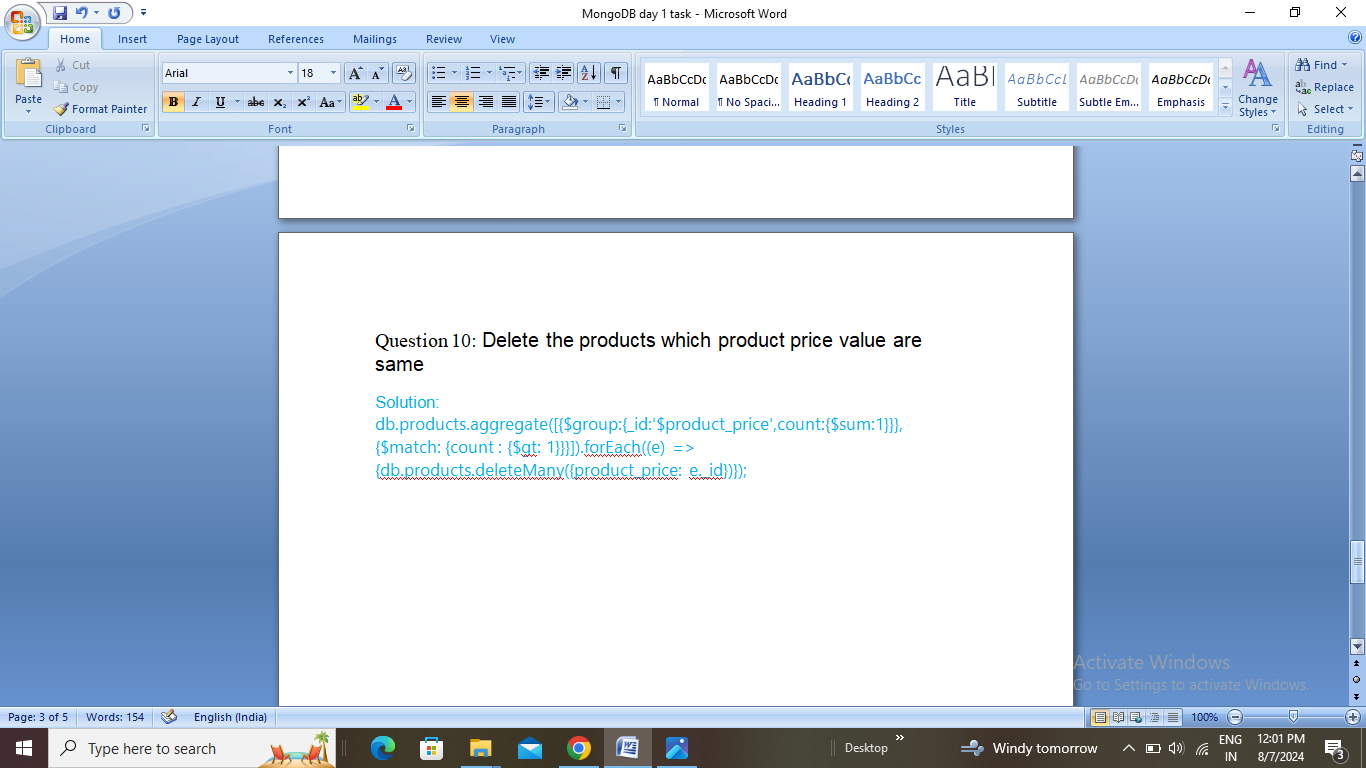 MongoDB day 1 task - Microsoft Word
Home Insert Page Layout References Mailings Review View
Paste
Cut
Copy
Format Painter
Clipboard
Arial 18
B I U abc X₂ X² Aa
Font
Paragraph
AaBbCcDc AaBbCcDc AaBbCc AaBbCc AaBl AaBbCcL AaBbCcDc AaBbCcDc
¶ Normal ¶ No Spaci... Heading 1 Heading 2 Title Subtitle Subtle Em... Emphasis
Change
Styles
Styles
Find
Replace
Select
Editing
Question 10: Delete the products which product price value are
same
Solution:
db.products.aggregate([{$group:{_id:'$product_price',count:{$sum:1}}},
{$match: {count : {$gt: 1}}}]).forEach((e) =>
{db.products.deleteMany({product_price: e._id})});
Activate Windows
Go to Settings to activate Windows.
Page: 3 of 5 Words: 154 English (India) 100%
Type here to search
Desktop
Windy tomorrow
ENG
IN
12:01 PM
8/7/2024
3